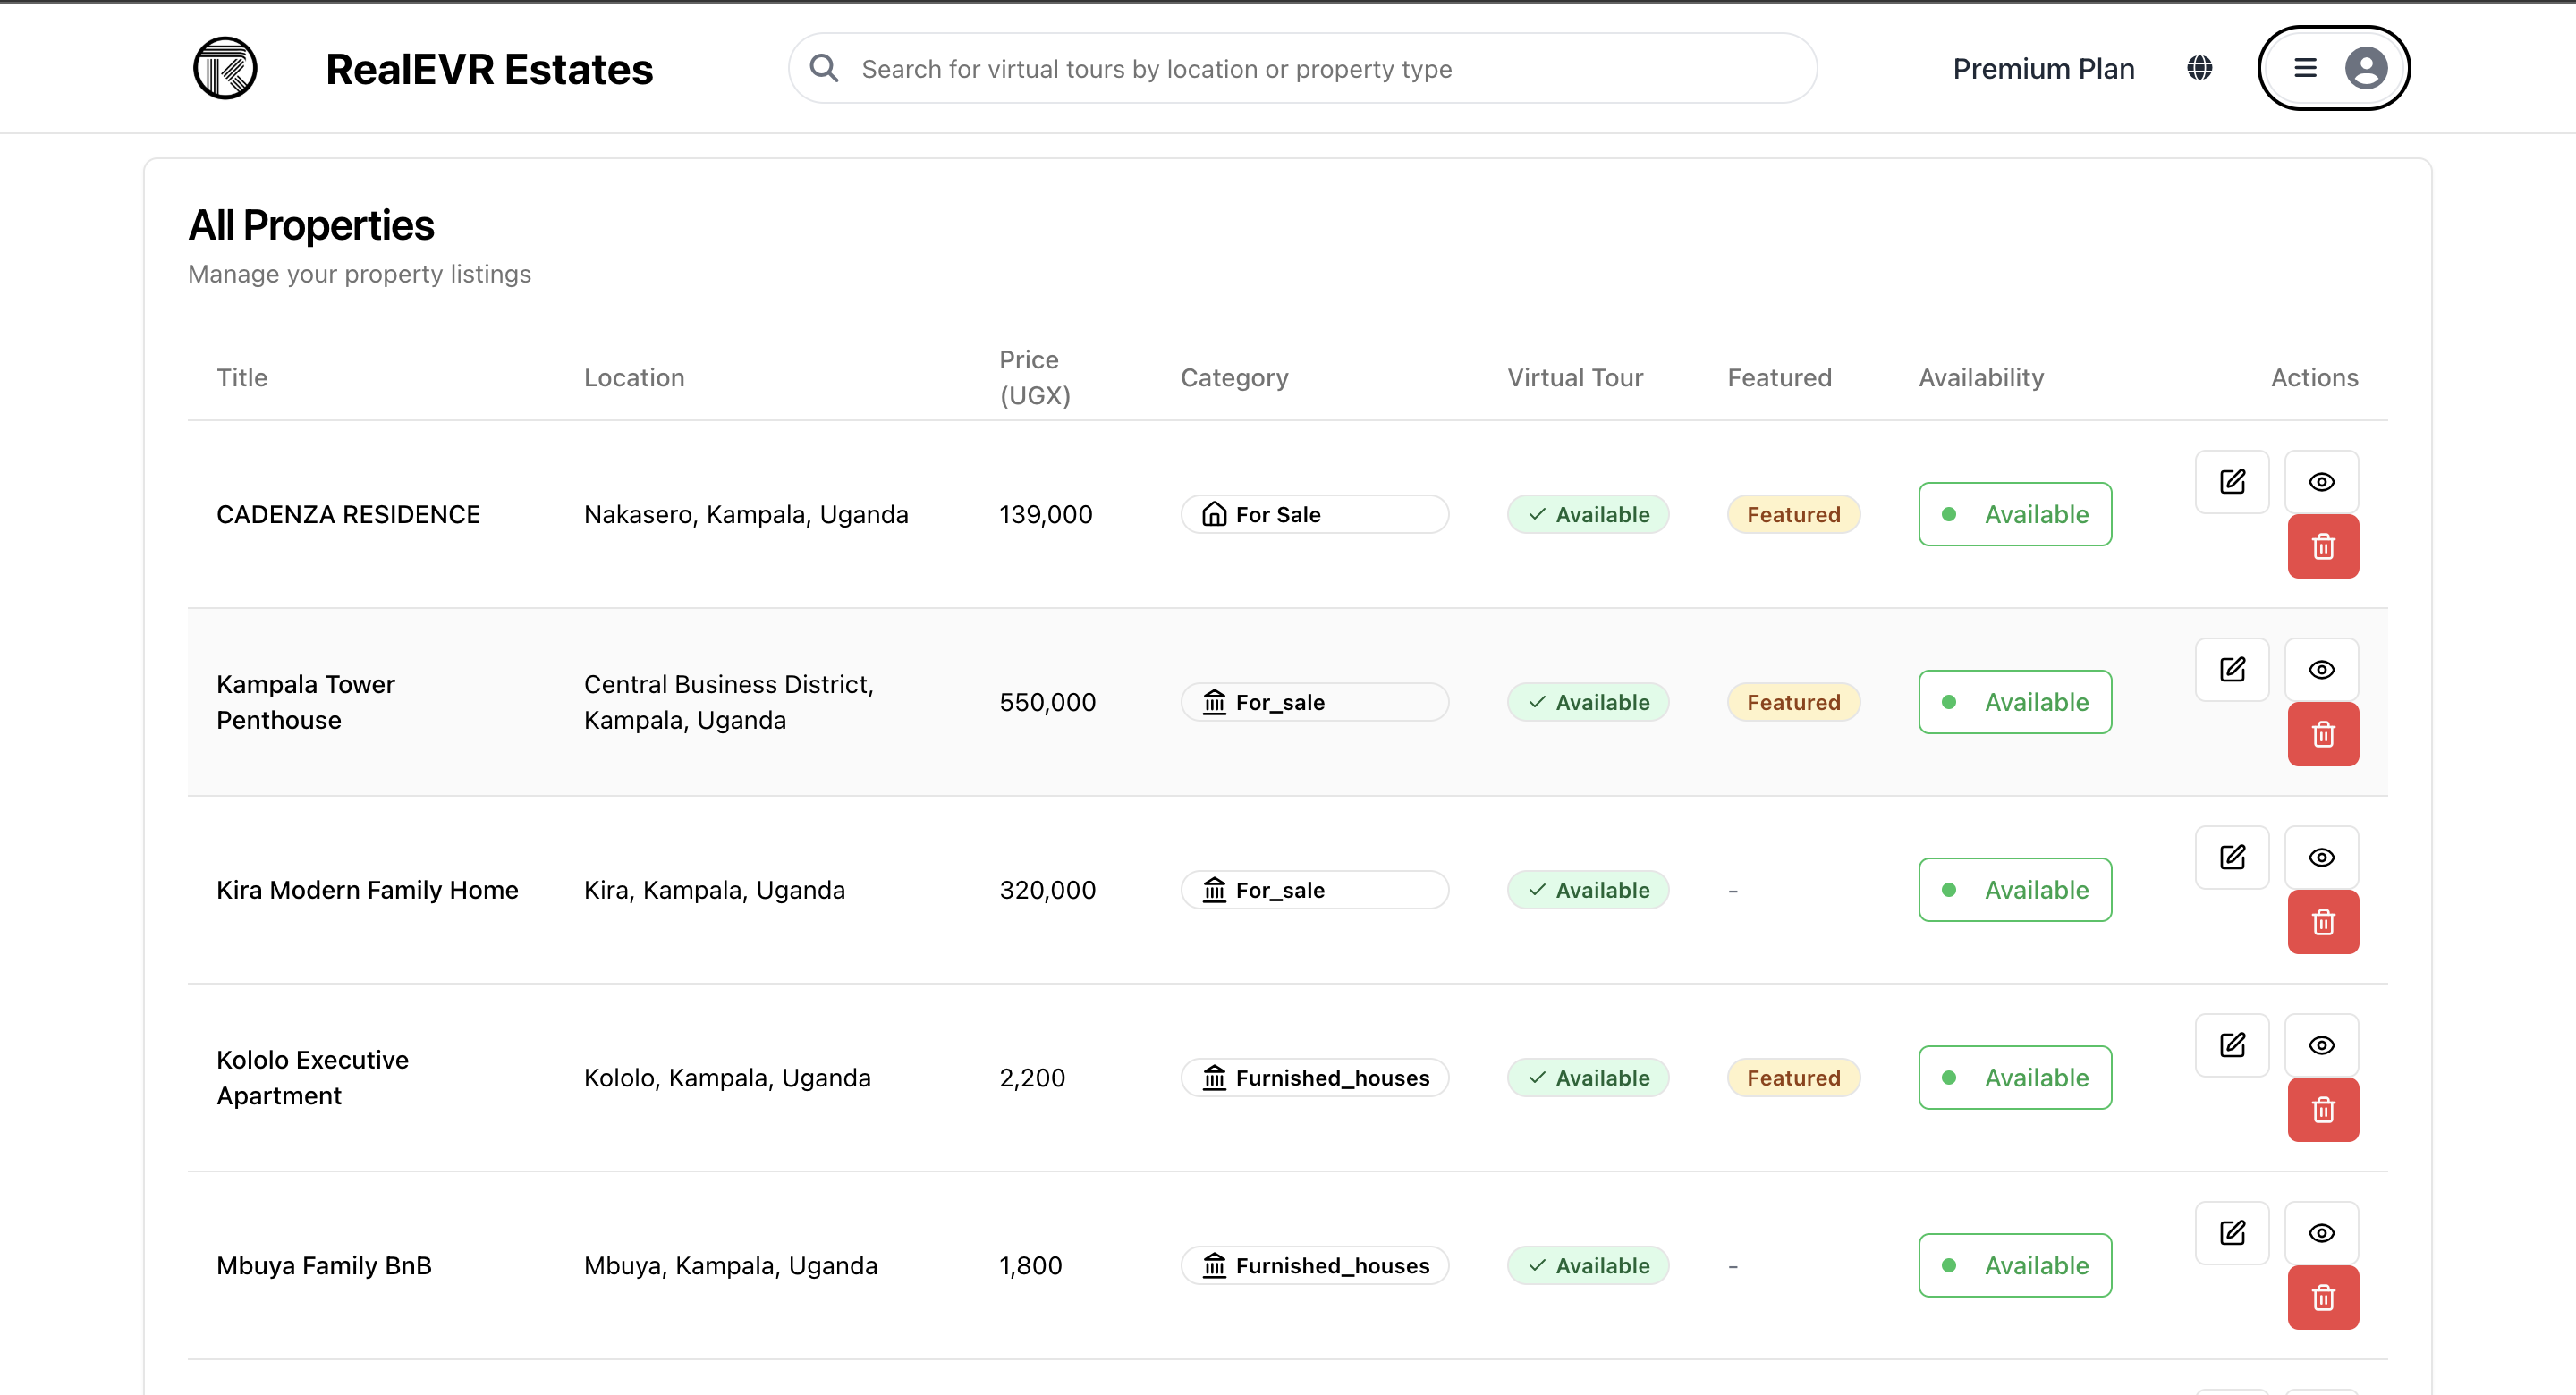 RealEVR Estates
Search for virtual tours by location or property type
Premium Plan
All Properties
Manage your property listings
Title Location Price (UGX) Category Virtual Tour Featured Availability Actions
CADENZA RESIDENCE Nakasero, Kampala, Uganda 139,000 For Sale Available Featured Available
Kampala Tower Penthouse Central Business District, Kampala, Uganda 550,000 For_sale Available Featured Available
Kira Modern Family Home Kira, Kampala, Uganda 320,000 For_sale Available - Available
Kololo Executive Apartment Kololo, Kampala, Uganda 2,200 Furnished_houses Available Featured Available
Mbuya Family BnB Mbuya, Kampala, Uganda 1,800 Furnished_houses Available - Available